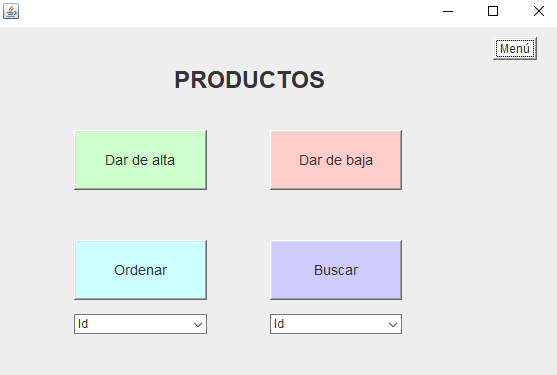 Menú
PRODUCTOS
Dar de alta
Dar de baja
Ordenar
Buscar
Id
Id